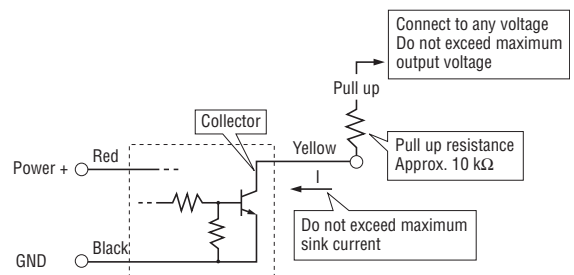 Connect to any voltage
Do not exceed maximum
output voltage
Pull up
Collector
Yellow
Pull up resistance
Approx. 10 kΩ
Power +
Red
I
Do not exceed maximum
sink current
Black
GND